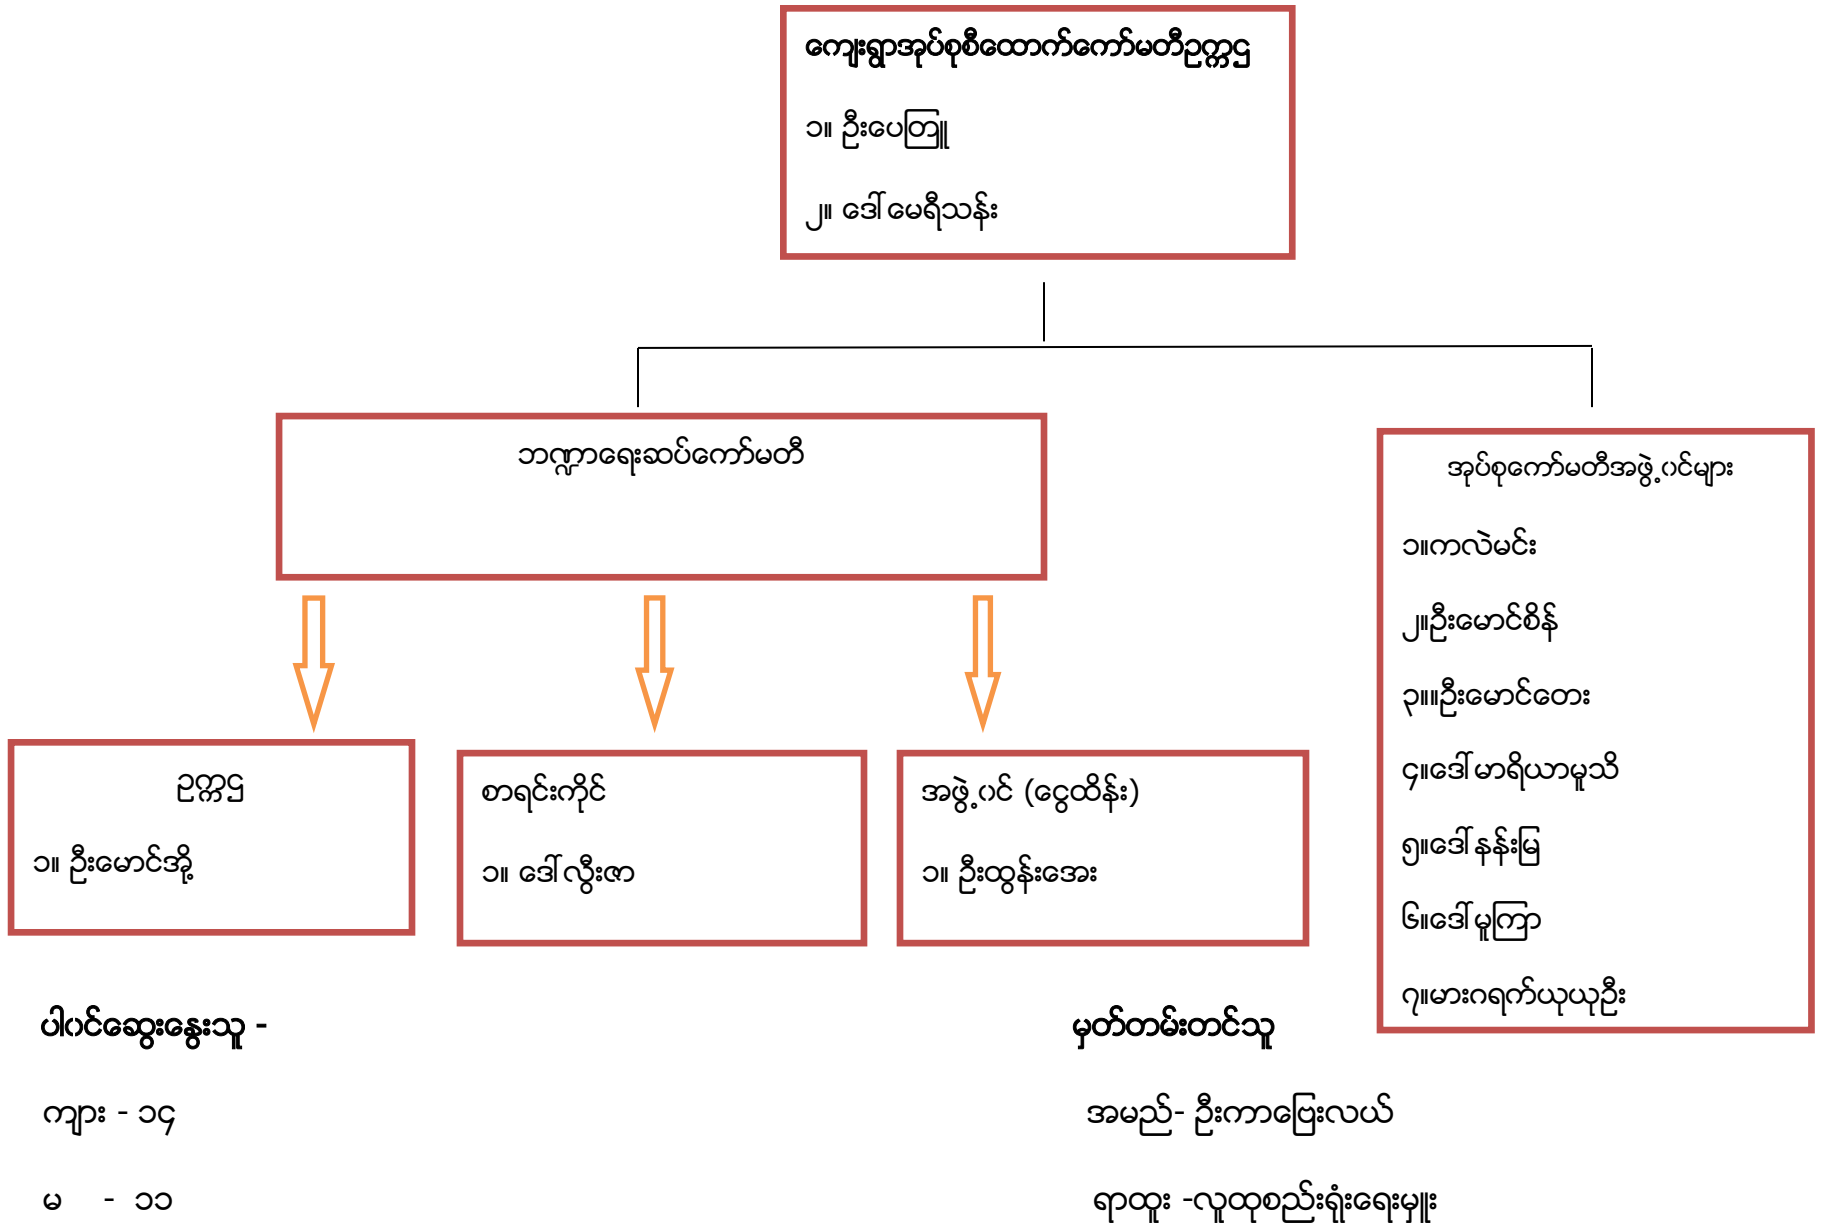 ကျေးရွာအုပ်စုစီထောက်ကော်မတီဥက္ကဌ
၁။ ဦးပေတြူ
၂။ ဒေါ်မေရီသန်း
ဘဏ္ဍာရေးဆပ်ကော်မတီ
အုပ်စုကော်မတီအဖွဲ့ဝင်များ
၁။ကလဲမင်း
၂။ဦးမောင်စိန်
၃။။ဦးမောင်တေး
၄။ဒေါ်မာရိယာမူသိ
၅။ဒေါ်နန်းမြ
၆။ဒေါ်မူကြာ
၇။မားဂရက်ယုယုဦး
ဥက္ကဌ
၁။ ဦးမောင်အို့
စာရင်းကိုင်
၁။ ဒေါ်လွီးဇာ
အဖွဲ့ဝင် (ငွေထိန်း)
၁။ ဦးထွန်းအေး
ပါဝင်ဆွေးနွေးသူ -
ကျား - ၁၄
မ - ၁၁
မှတ်တမ်းတင်သူ
အမည်- ဦးကာဗြေးလယ်
ရာထူး -လူထုစည်းရုံးရေးမှူး